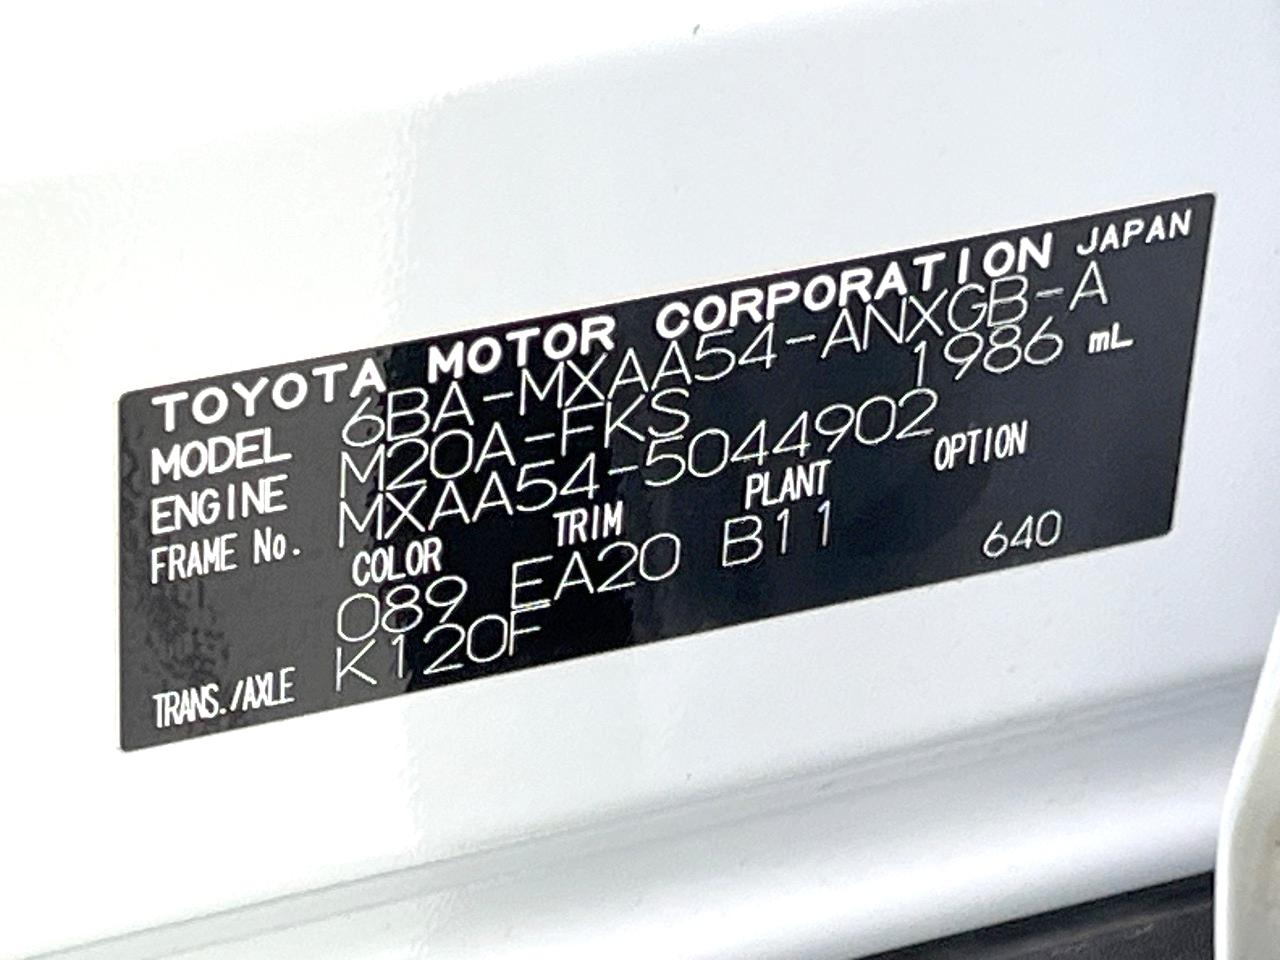 TOYOTA MOTOR CORPORATION JAPAN
MODEL 6BA-MXAA54-ANXGB-A
ENGINE M20A-FKS 1986 mL
FRAME No. MXAA54-5044902
COLOR TRIM PLANT OPTION
089 EA20 B11 640
TRANS./AXLE K120F